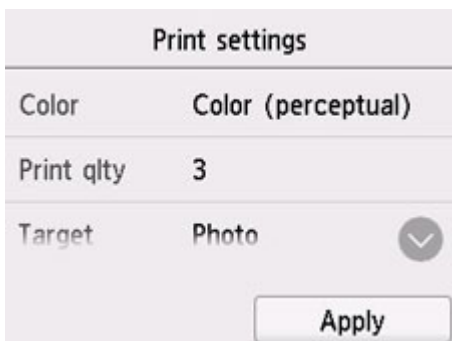 Print settings
Color Color (perceptual)
Print qlty 3
Target Photo
Apply